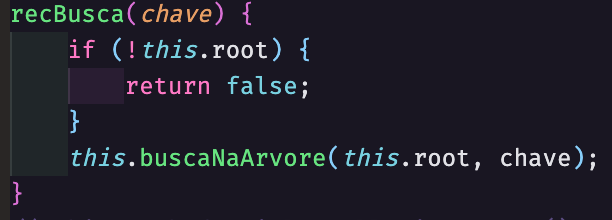 recBusca(chave) {
if (!this.root) {
return false;
}
this.buscaNaArvore(this.root, chave);
}